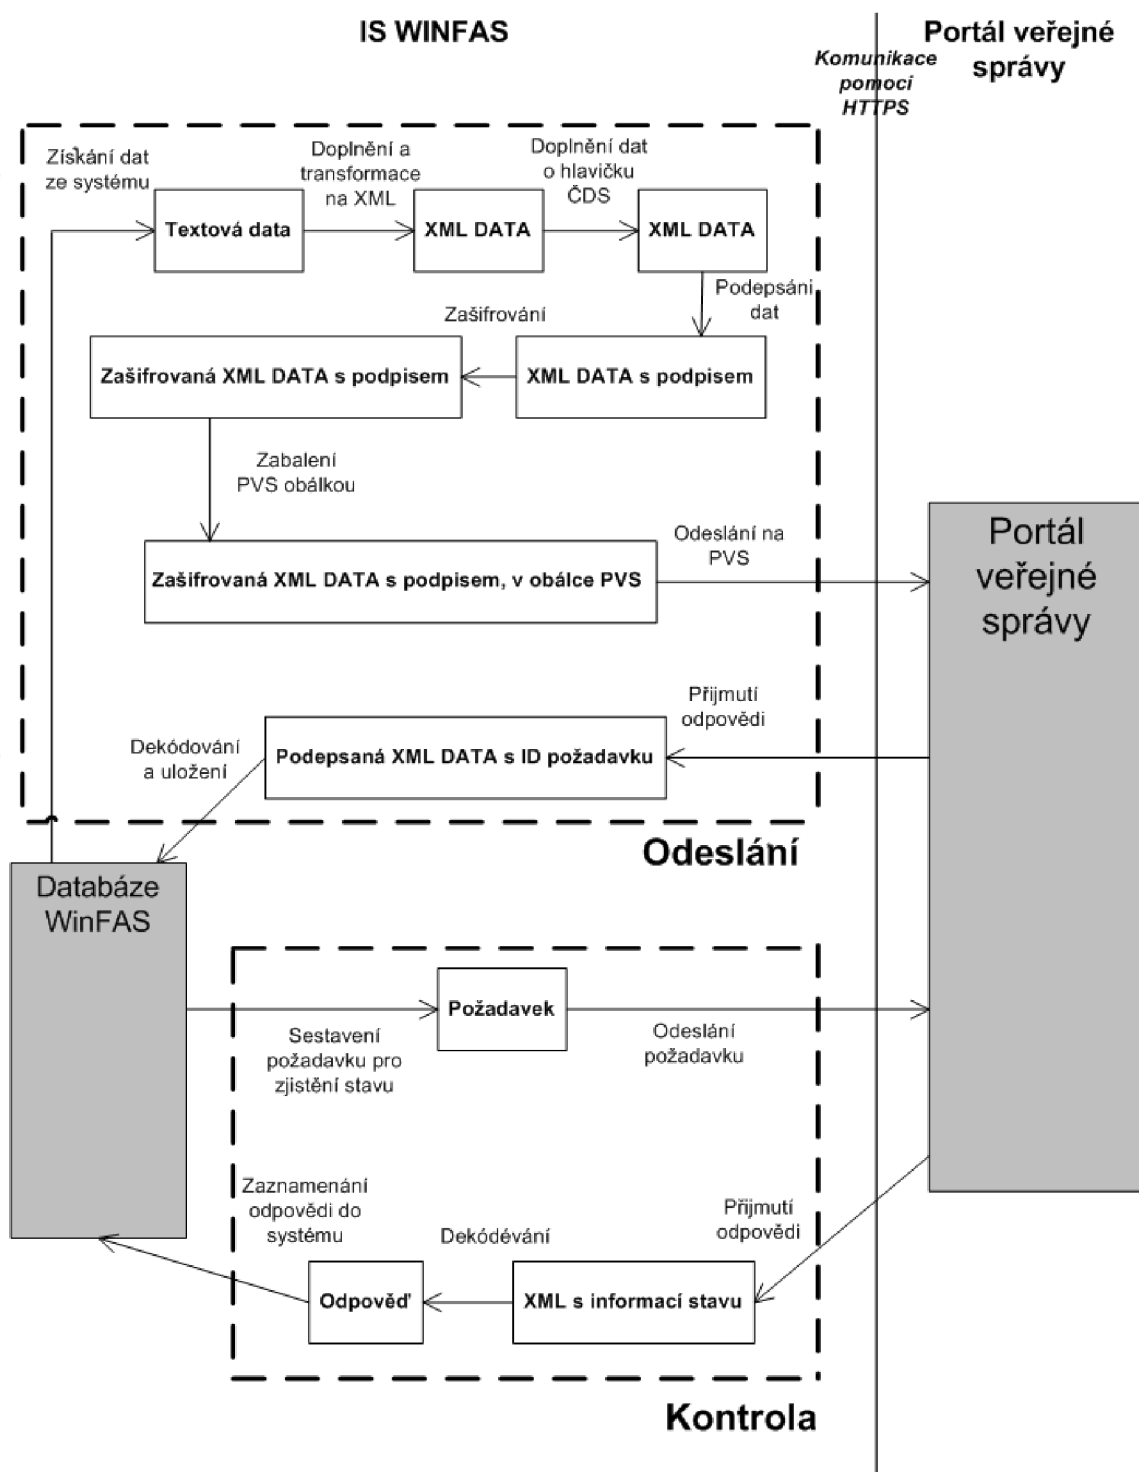 IS WINFAS
Portál veřejné
správy
Komunikace
pomocí
HTTPS
Získání dat
ze systému
Doplnění a
transformace
na XML
Doplnění dat
o hlavičku
ČDS
Textová data
XML DATA
XML DATA
Podepsání
dat
Zašifrování
Zašifrovaná XML DATA s podpisem
XML DATA s podpisem
Zabalení
PVS obálkou
Odeslání na
PVS
Zašifrovaná XML DATA s podpisem, v obálce PVS
Portál
veřejné
správy
Přijmutí
odpovědi
Dekódování
a uložení
Podepsaná XML DATA s ID požadavku
Odeslání
Databáze
WinFAS
Požadavek
Sestavení
požadavku pro
zjistění stavu
Odeslání
požadavku
Zaznamenání
odpovědi do
systému
Dekódévání
Přijmutí
odpovědi
Odpověď
XML s informací stavu
Kontrola